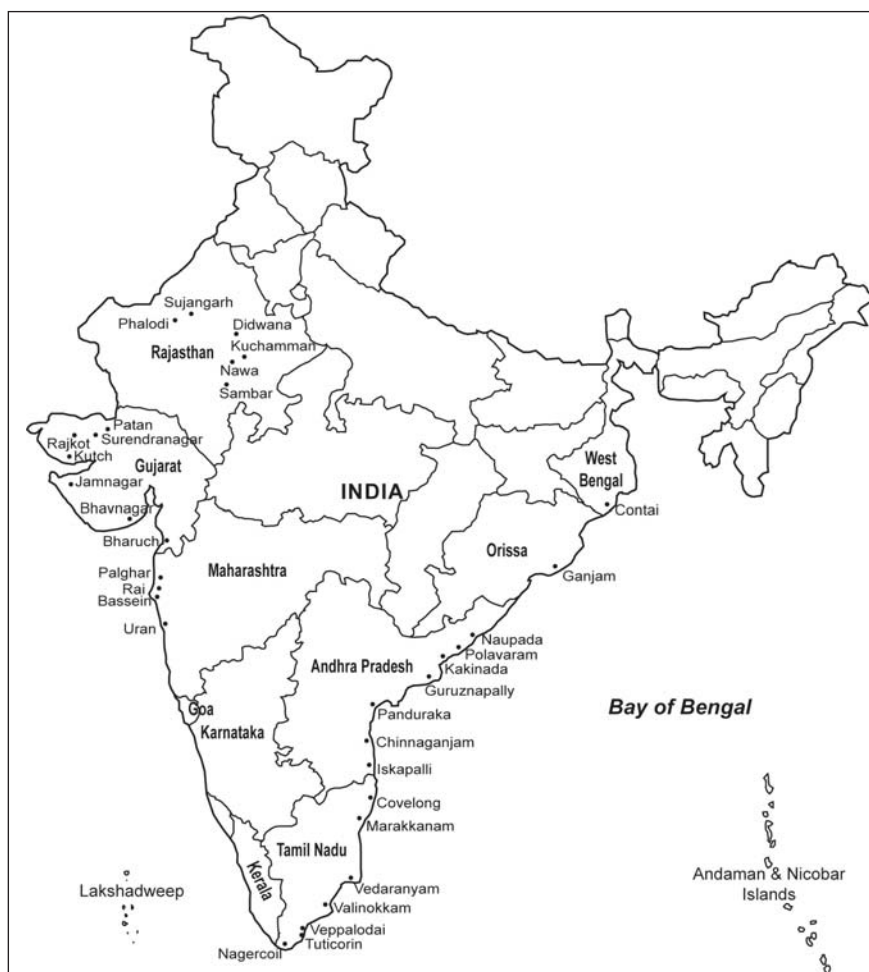 Sujangarh
Phalodi
Didwana
Kuchamman
Rajasthan
Nawa
Sambar
Patan
Rajkot
Surendranagar
Kutch
Gujarat
West
Bengal
Jamnagar
INDIA
Contai
Bhavnagar
Bharuch
Orissa
Maharashtra
Ganjam
Palghar
Rai
Bassein
Uran
Naupada
Polavaram
Andhra Pradesh
Kakinada
Guruznapally
Goa
Panduraka
Bay of Bengal
Karnataka
Chinnaganjam
Iskapalli
Covelong
Marakkanam
Tamil Nadu
Kerala
Andaman & Nicobar
Islands
Lakshadweep
Vedaranyam
Valinokkam
Veppalodai
Tuticorin
Nagercoil